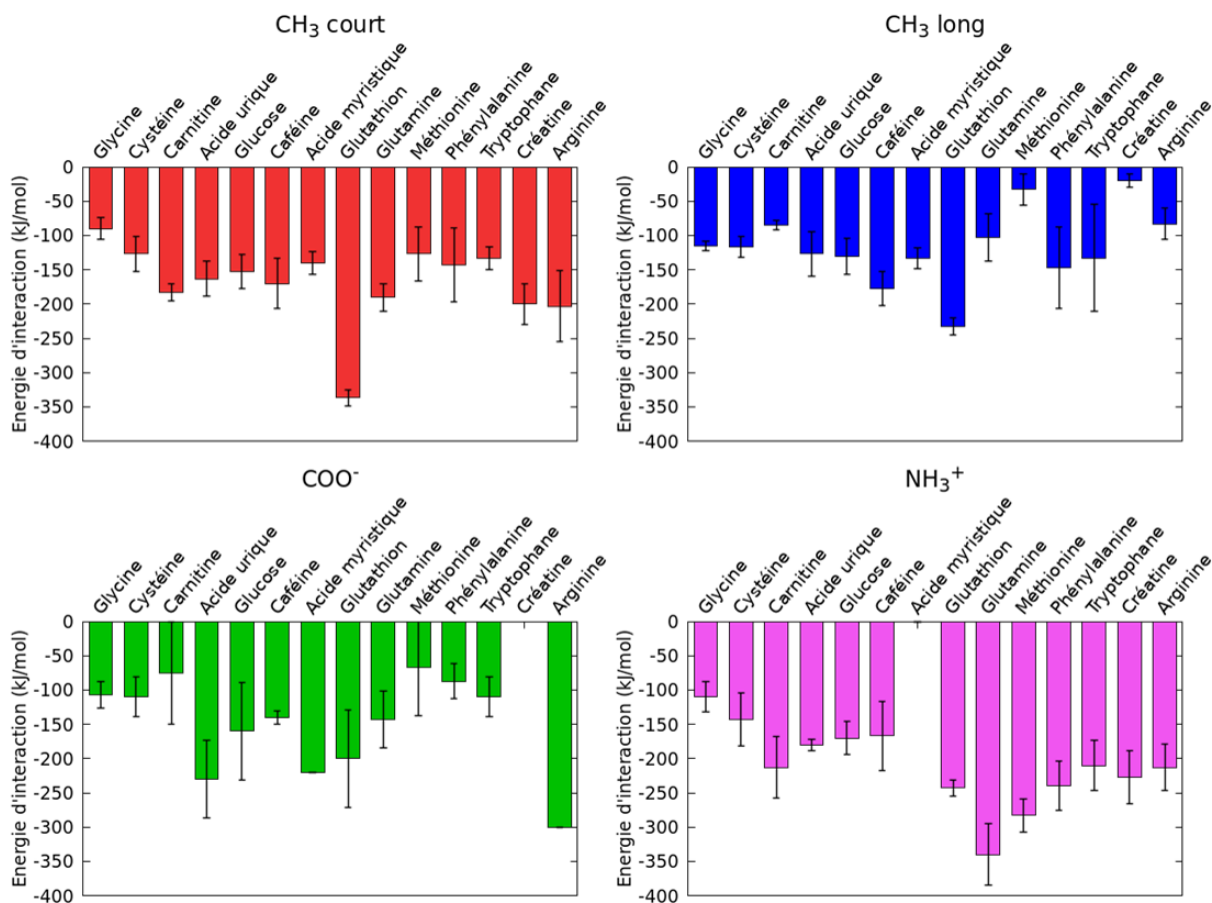 CH₃ court
Glycine
Cystéine
Carnitine
Acide urique
Glucose
Caféine
Acide myristique
Glutathion
Glutamine
Méthionine
Phénylalanine
Tryptophane
Créatine
Arginine
Energie d'interaction (kJ/mol)
0
-50
-100
-150
-200
-250
-300
-350
-400
CH₃ long
Glycine
Cystéine
Carnitine
Acide urique
Glucose
Caféine
Acide myristique
Glutathion
Glutamine
Méthionine
Phénylalanine
Tryptophane
Créatine
Arginine
Energie d'interaction (kJ/mol)
0
-50
-100
-150
-200
-250
-300
-350
-400
COO⁻
Glycine
Cystéine
Carnitine
Acide urique
Glucose
Caféine
Acide myristique
Glutathion
Glutamine
Méthionine
Phénylalanine
Tryptophane
Créatine
Arginine
Energie d'interaction (kJ/mol)
0
-50
-100
-150
-200
-250
-300
-350
-400
NH₃⁺
Glycine
Cystéine
Carnitine
Acide urique
Glucose
Caféine
Acide myristique
Glutathion
Glutamine
Méthionine
Phénylalanine
Tryptophane
Créatine
Arginine
Energie d'interaction (kJ/mol)
0
-50
-100
-150
-200
-250
-300
-350
-400